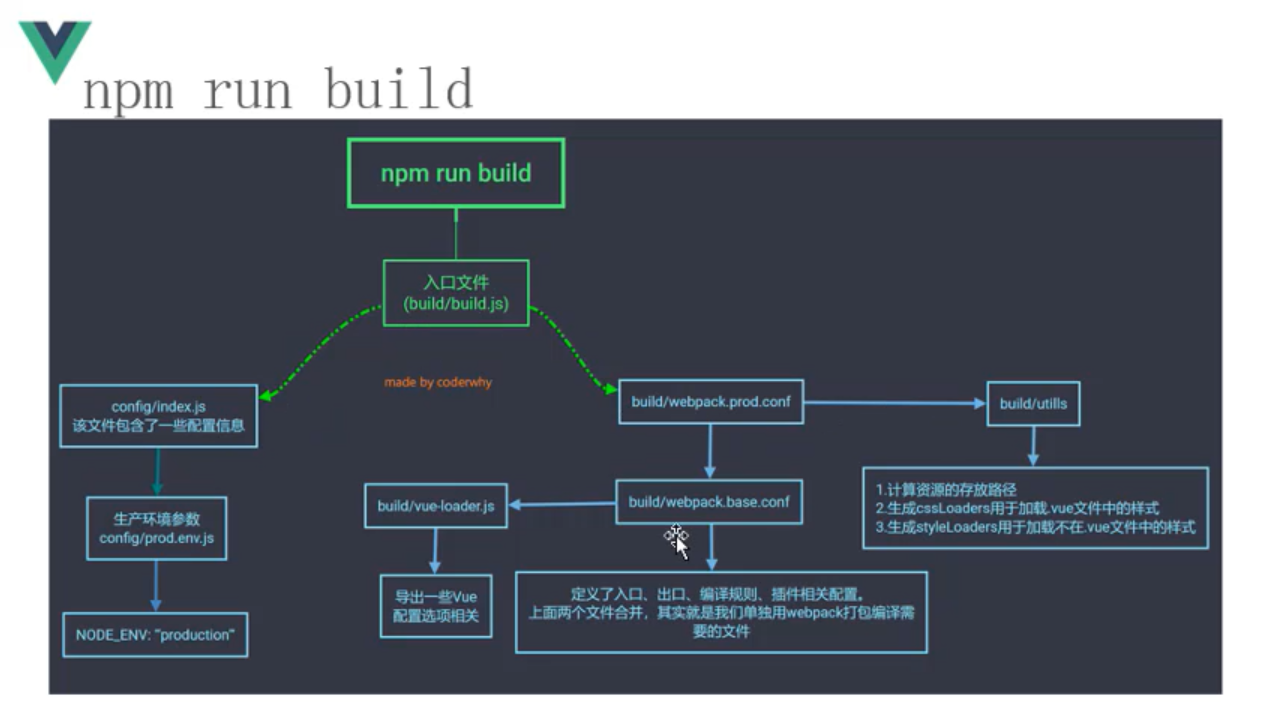 npm run build
npm run build
入口文件
(build/build.js)
made by coderwhy
config/index.js
该文件包含了一些配置信息
build/webpack.prod.conf
build/utills
生产环境参数
config/prod.env.js
build/vue-loader.js
build/webpack.base.conf
1.计算资源的存放路径
2.生成cssLoaders用于加载.vue文件中的样式
3.生成styleLoaders用于加载不在.vue文件中的样式
NODE_ENV: "production"
导出一些Vue
配置选项相关
定义了入口、出口、编译规则、插件相关配置。
上面两个文件合并，其实就是我们单独用webpack打包编译需
要的文件